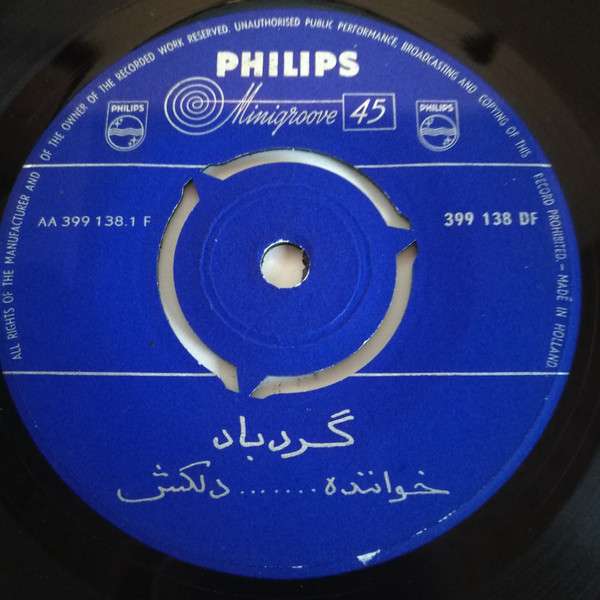 ALL RIGHTS OF THE MANUFACTURER AND OF THE OWNER OF THE RECORDED WORK RESERVED. UNAUTHORISED PUBLIC PERFORMANCE, BROADCASTING AND COPYING OF THIS RECORD PROHIBITED. - MADE IN HOLLAND
PHILIPS
Minigroove 45
PHILIPS
PHILIPS
AA 399 138.1 F
399 138 DF
گردباد
خواننده ....... دلکش